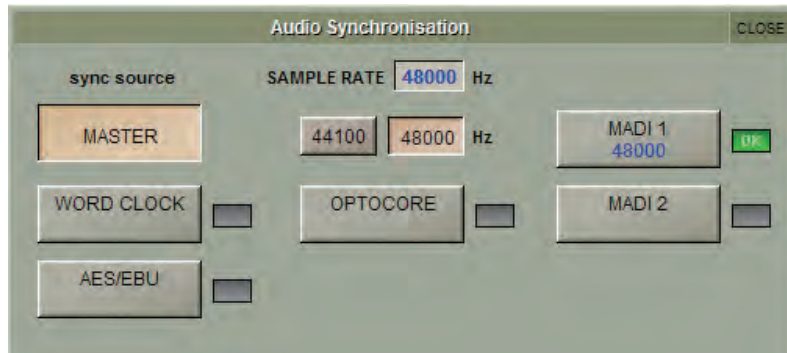 Audio Synchronisation CLOSE
sync source SAMPLE RATE 48000 Hz
MASTER 44100 48000 Hz MADI 1
48000 OK
WORD CLOCK OPTOCORE MADI 2
AES/EBU